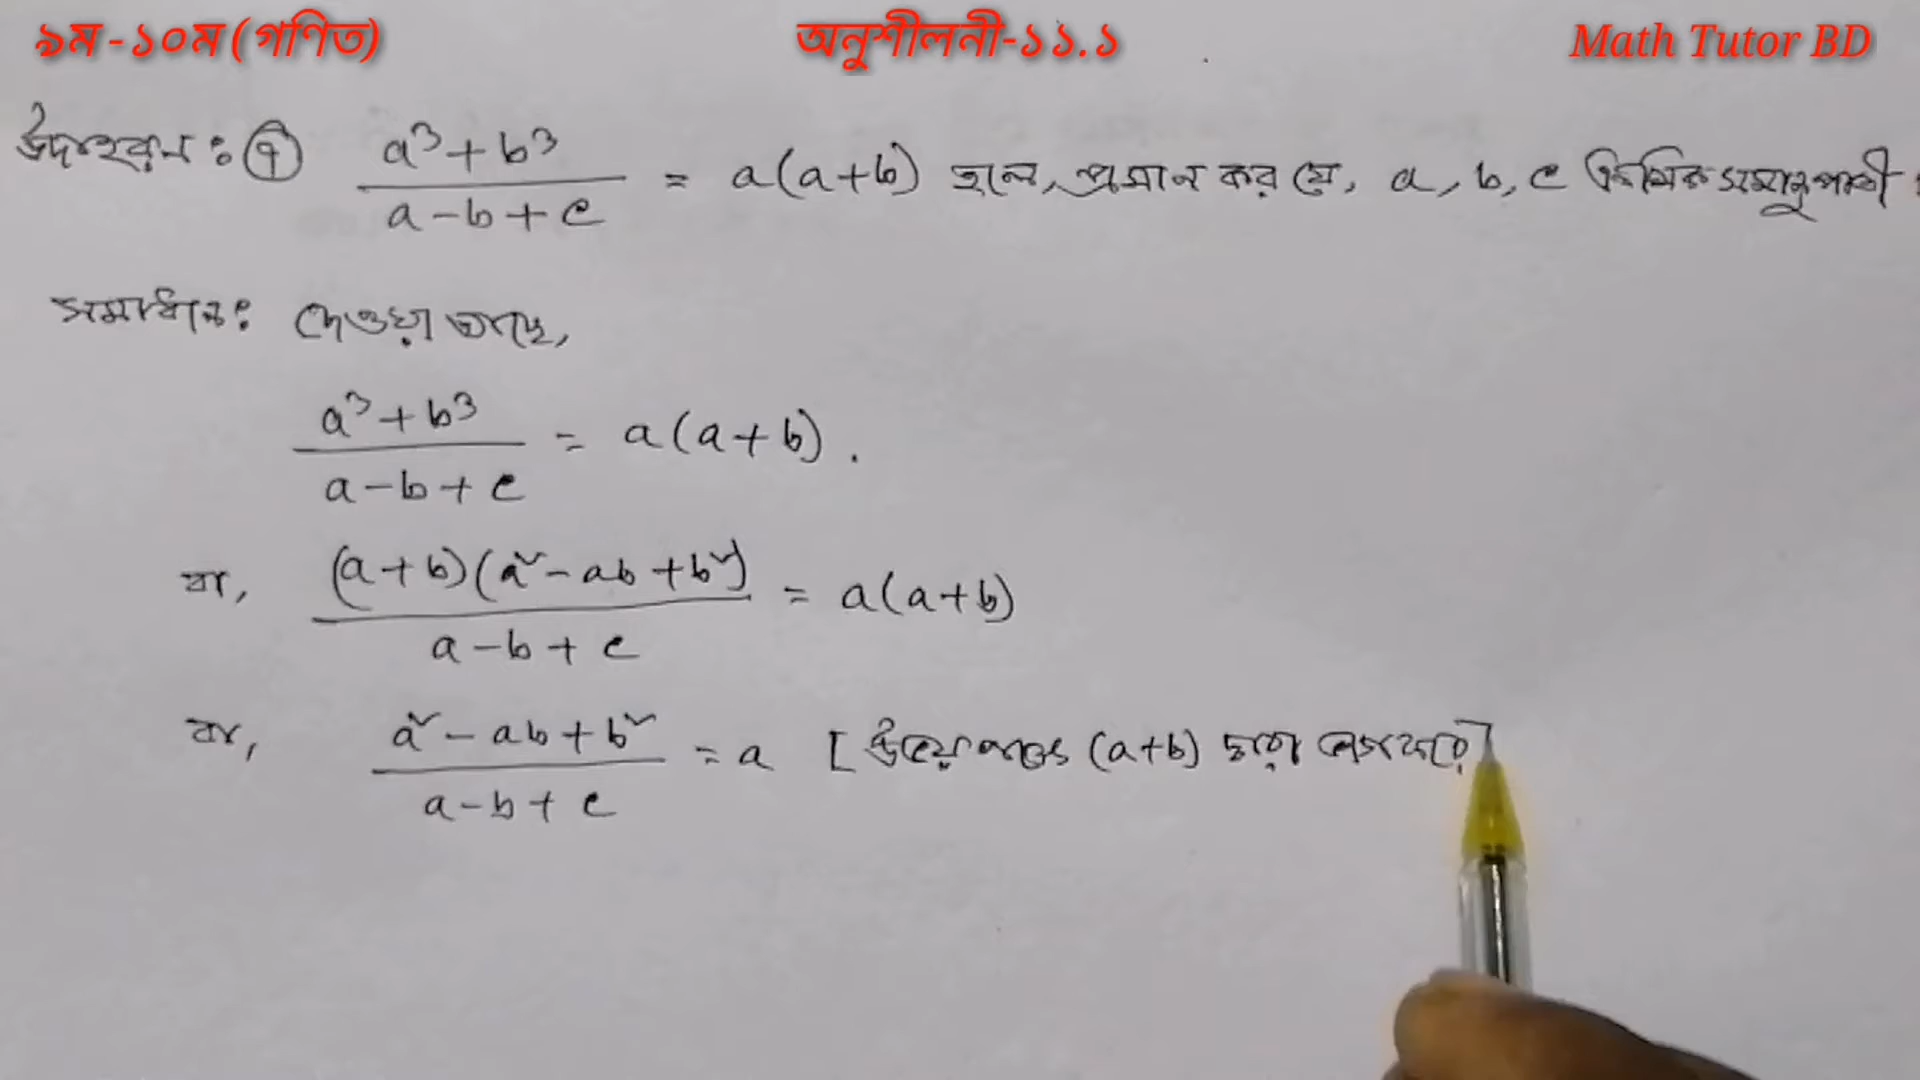 ৯ম-১০ম (গণিত) অনুশীলনী-১১.১ Math Tutor BD
উদাহরণ: ৭ (a³+b³)/(a-b+c) = a(a+b) হলে, প্রমান কর যে, a, b, c ক্রমিক সমানুপাতী।
সমাধান: দেওয়া আছে,
(a³+b³)/(a-b+c) = a(a+b).
বা, (a+b)(a²-ab+b²)/(a-b+c) = a(a+b)
বা, (a²-ab+b²)/(a-b+c) = a [উভয়পক্ষকে (a+b) দ্বারা ভাগ করে]